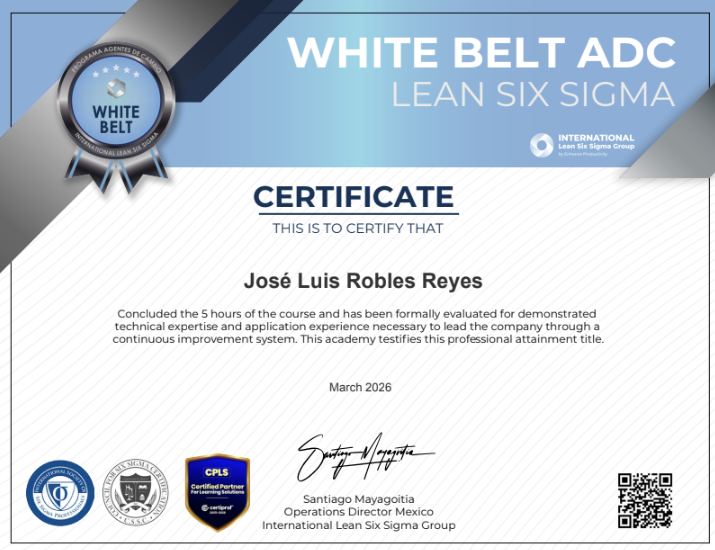 WHITE BELT ADC
LEAN SIX SIGMA
PROGRAMA AGENTES DE CAMBIO
WHITE
BELT
INTERNATIONAL LEAN SIX SIGMA
INTERNATIONAL
Lean Six Sigma Group
CERTIFICATE
THIS IS TO CERTIFY THAT
José Luis Robles Reyes
Concluded the 5 hours of the course and has been formally evaluated for demonstrated
technical expertise and application experience necessary to lead the company through a
continuous improvement system. This academy testifies this professional attainment title.
March 2026
INTERNATIONAL SOCIETY OF
SIX SIGMA PROFESSIONALS
COUNCIL FOR SIX SIGMA CERTIFICATION
C.S.S.C.
CPLS
Certified Partner
For Learning Solutions
certiprof
Santiago Mayagoitia
Santiago Mayagoitia
Operations Director Mexico
International Lean Six Sigma Group